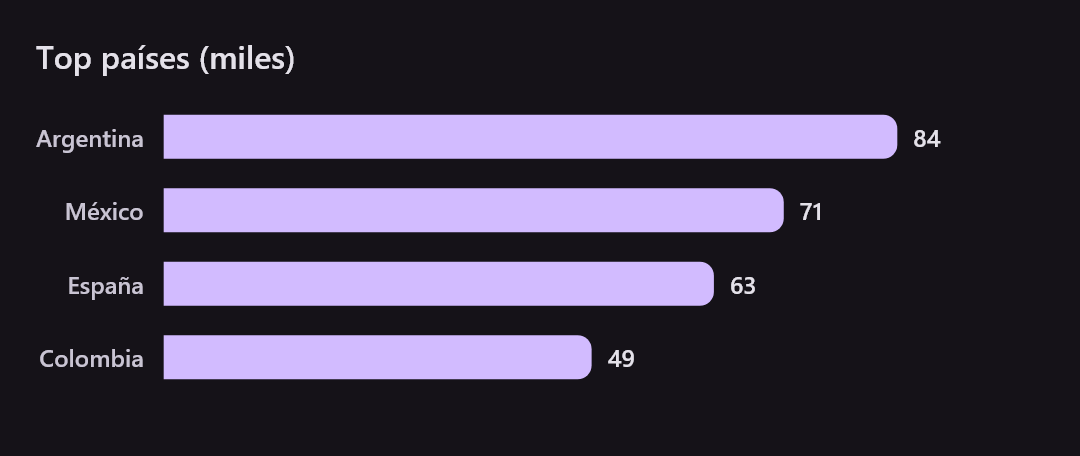 Top países (miles)
Argentina 84
México 71
España 63
Colombia 49